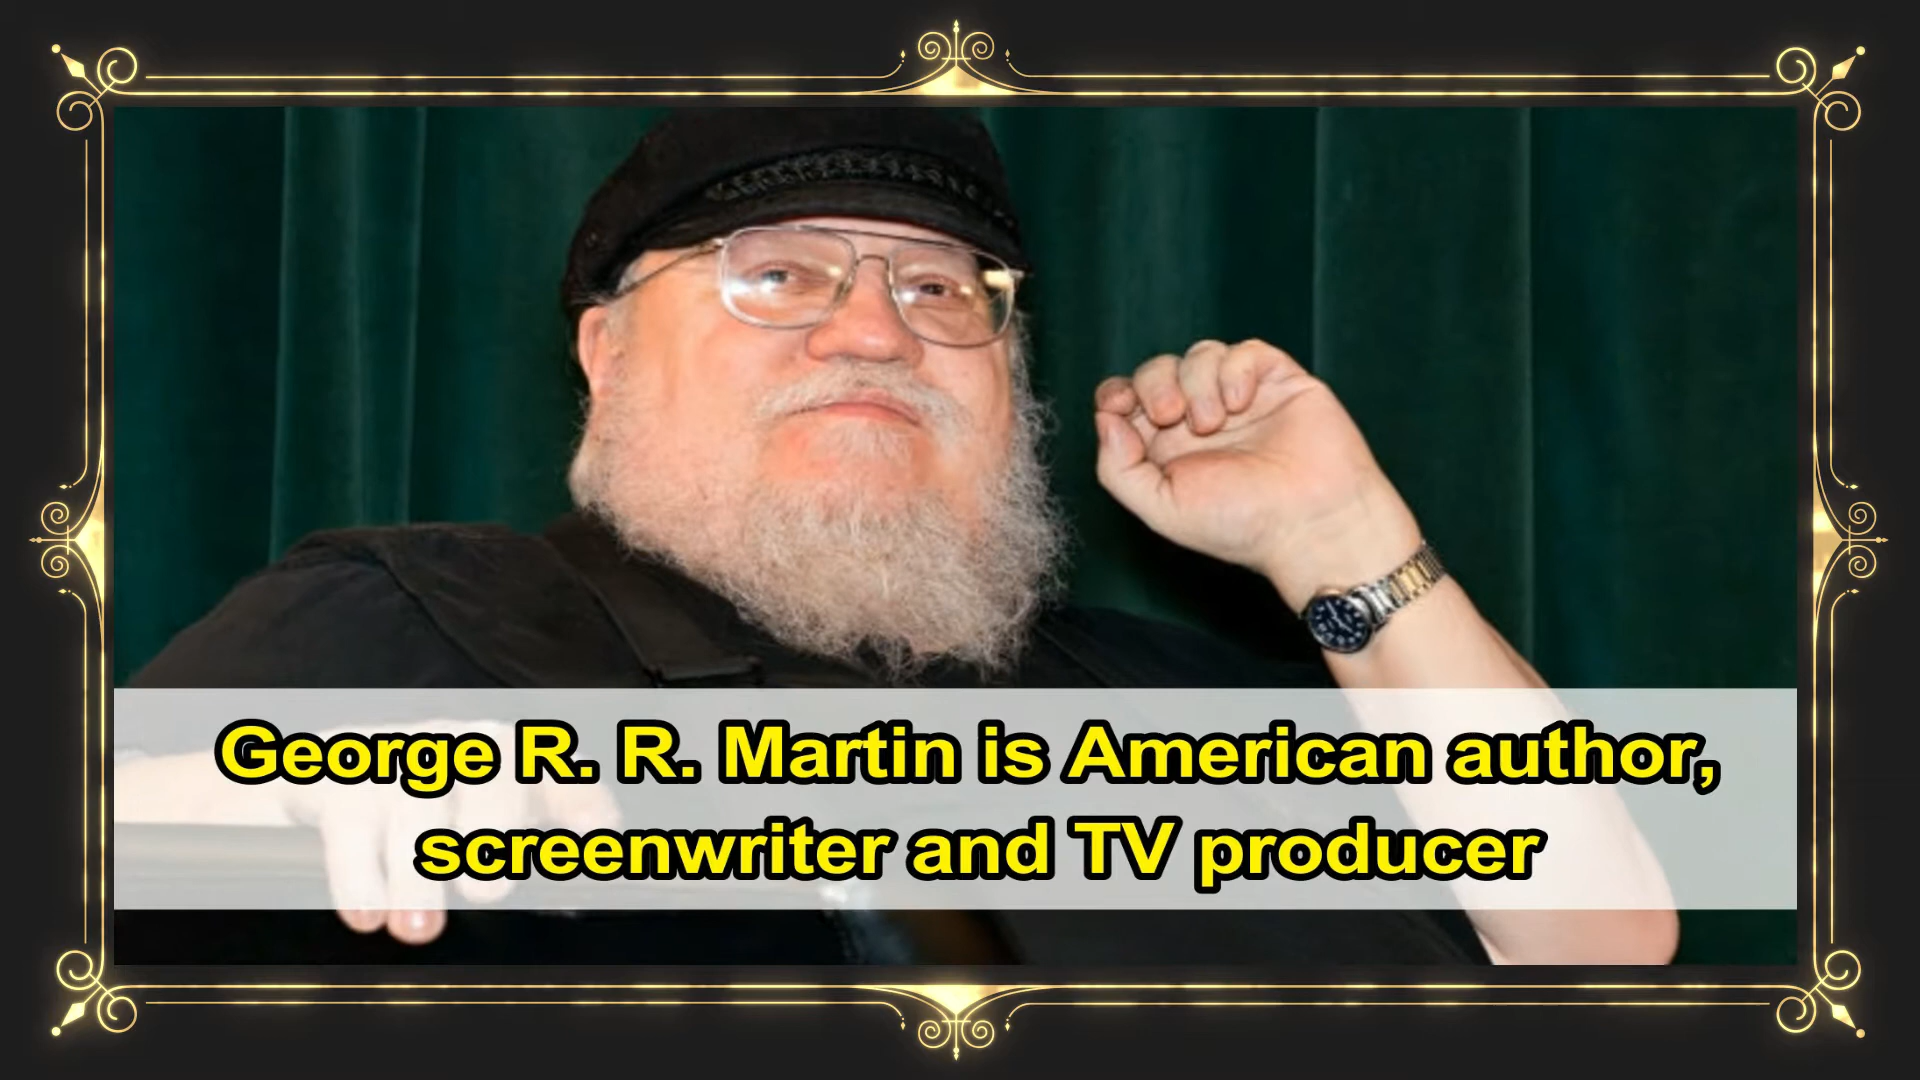 George R. R. Martin is American author,
screenwriter and TV producer